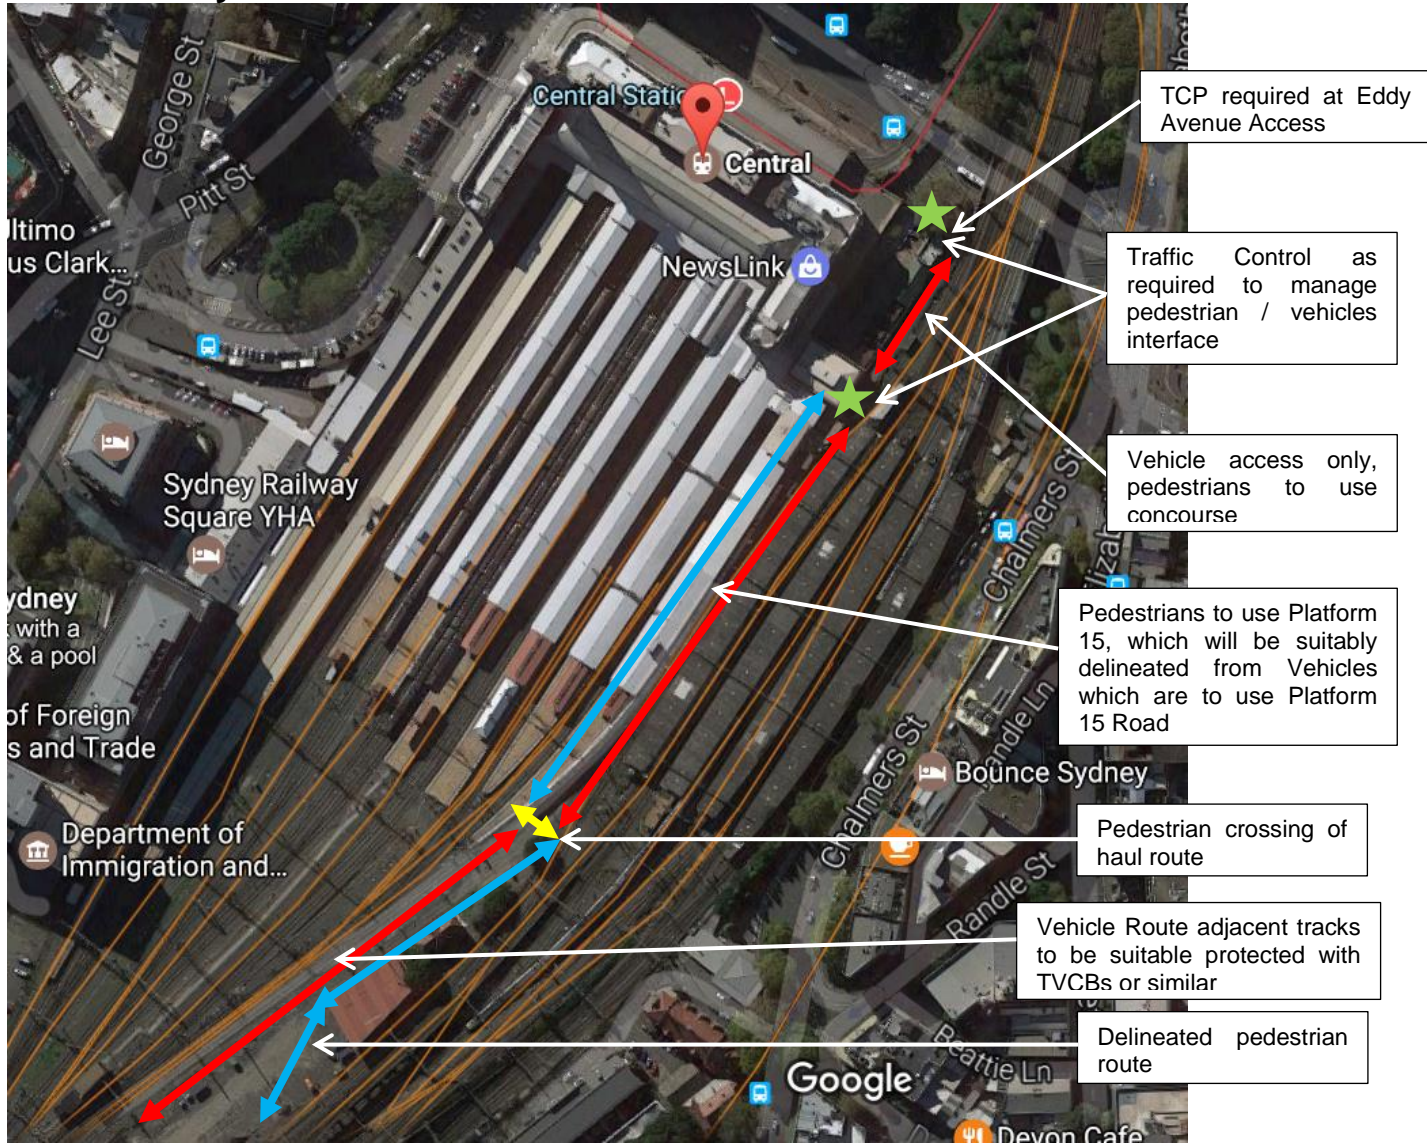 George St
Pitt St
Central Statio
Central
Ultimo
us Clark...
Lee St
NewsLink
Sydney Railway
Square YHA
ydney
with a
& a pool
of Foreign
s and Trade
Department of
Immigration and...
Chalmers St
Elizab
Chalmers St
Randle Ln
Bounce Sydney
Randle St
Beattie Ln
Google
Devon Cafe
TCP required at Eddy
Avenue Access
Traffic Control as
required to manage
pedestrian / vehicles
interface
Vehicle access only,
pedestrians to use
concourse
Pedestrians to use Platform
15, which will be suitably
delineated from Vehicles
which are to use Platform
15 Road
Pedestrian crossing of
haul route
Vehicle Route adjacent tracks
to be suitable protected with
TVCBs or similar
Delineated pedestrian
route